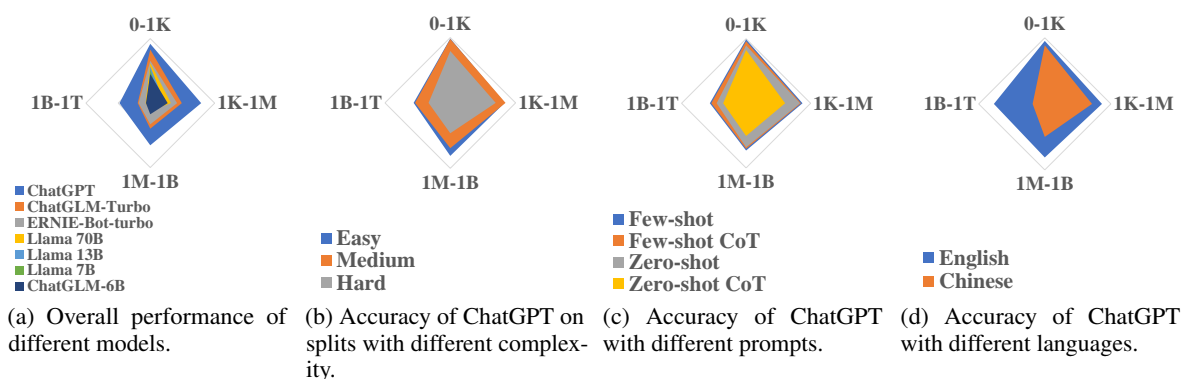 0-1K
1B-1T
1K-1M
1M-1B
ChatGPT
ChatGLM-Turbo
ERNIE-Bot-turbo
Llama 70B
Llama 13B
Llama 7B
ChatGLM-6B
(a) Overall performance of
different models.
0-1K
1B-1T
1K-1M
1M-1B
Easy
Medium
Hard
(b) Accuracy of ChatGPT on
splits with different complex-
ity.
0-1K
1B-1T
1K-1M
1M-1B
Few-shot
Few-shot CoT
Zero-shot
Zero-shot CoT
(c) Accuracy of ChatGPT
with different prompts.
0-1K
1B-1T
1K-1M
1M-1B
English
Chinese
(d) Accuracy of ChatGPT
with different languages.